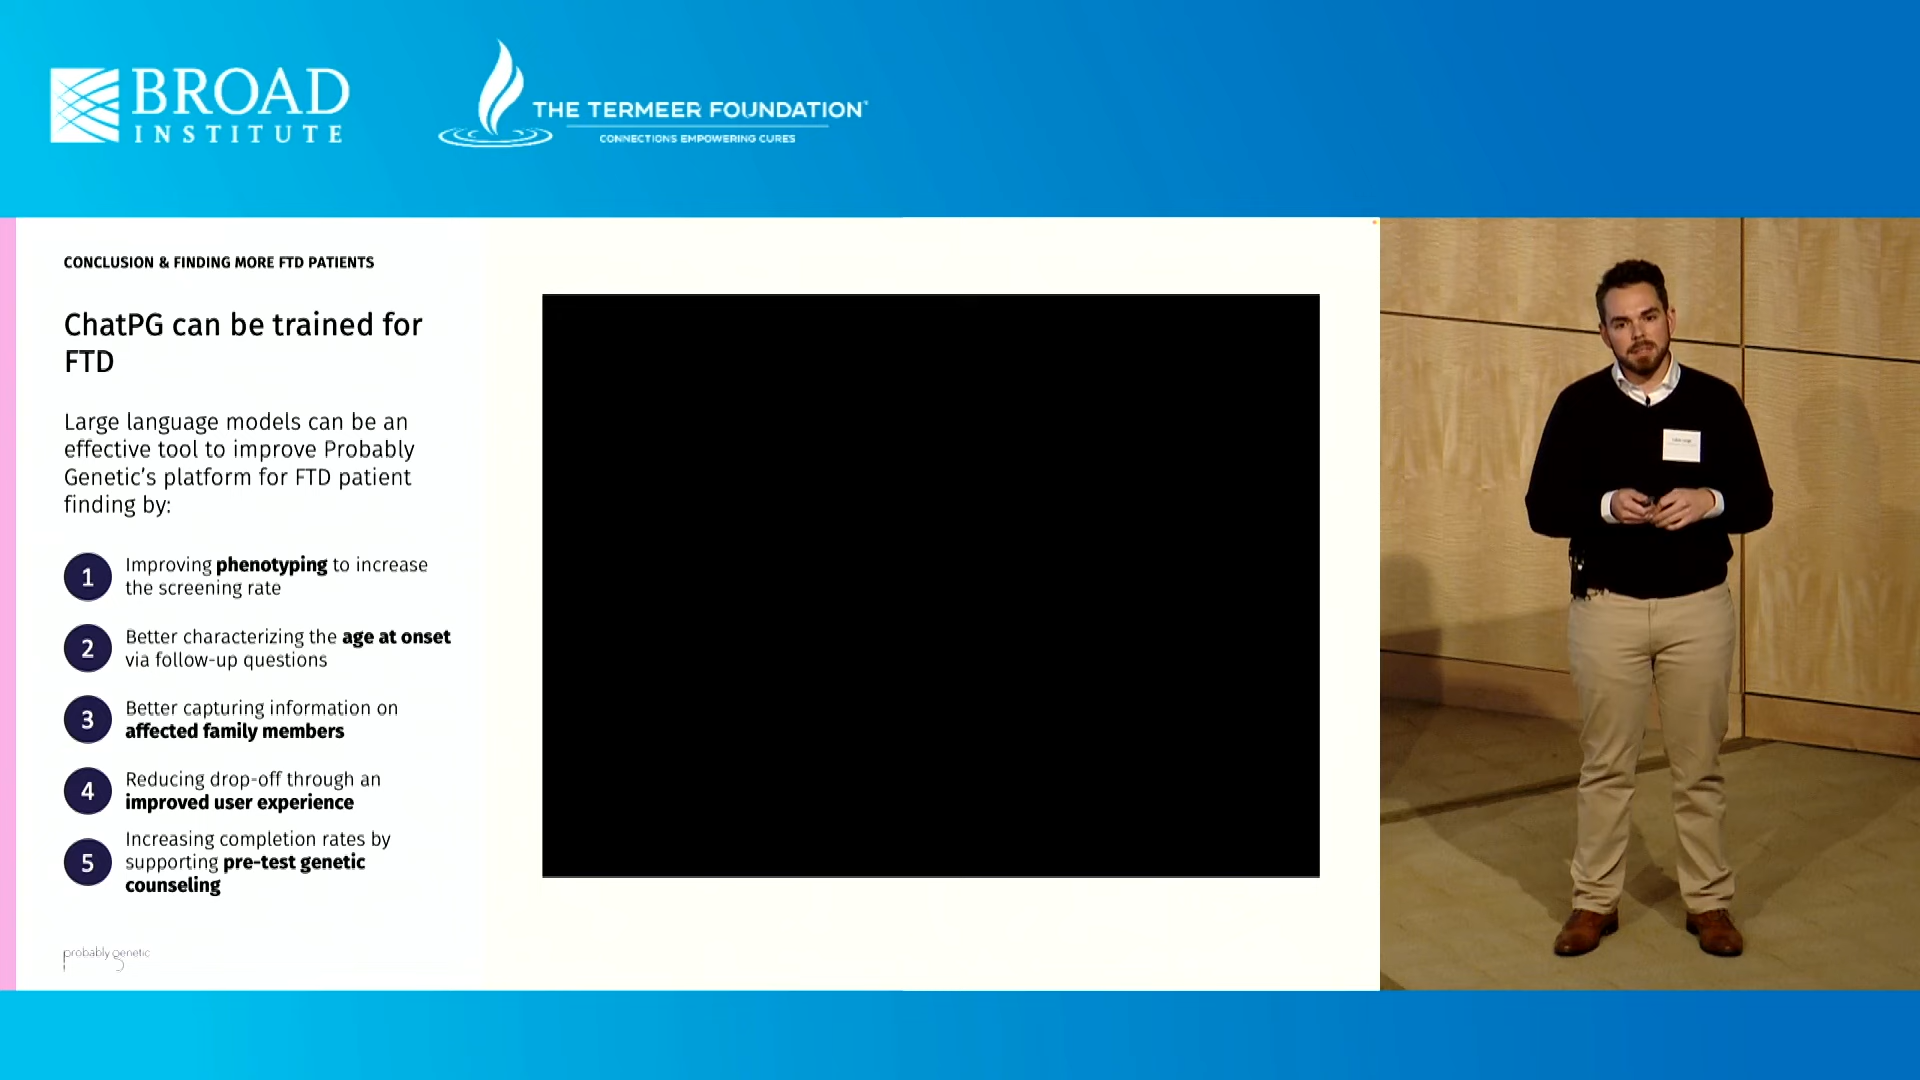 BROAD
INSTITUTE
THE TERMEER FOUNDATION
CONNECTIONS EMPOWERING CURES
CONCLUSION & FINDING MORE FTD PATIENTS
ChatPG can be trained for
FTD
Large language models can be an
effective tool to improve Probably
Genetic’s platform for FTD patient
finding by:
1 Improving phenotyping to increase
the screening rate
2 Better characterizing the age at onset
via follow-up questions
3 Better capturing information on
affected family members
4 Reducing drop-off through an
improved user experience
5 Increasing completion rates by
supporting pre-test genetic
counseling
probably genetic